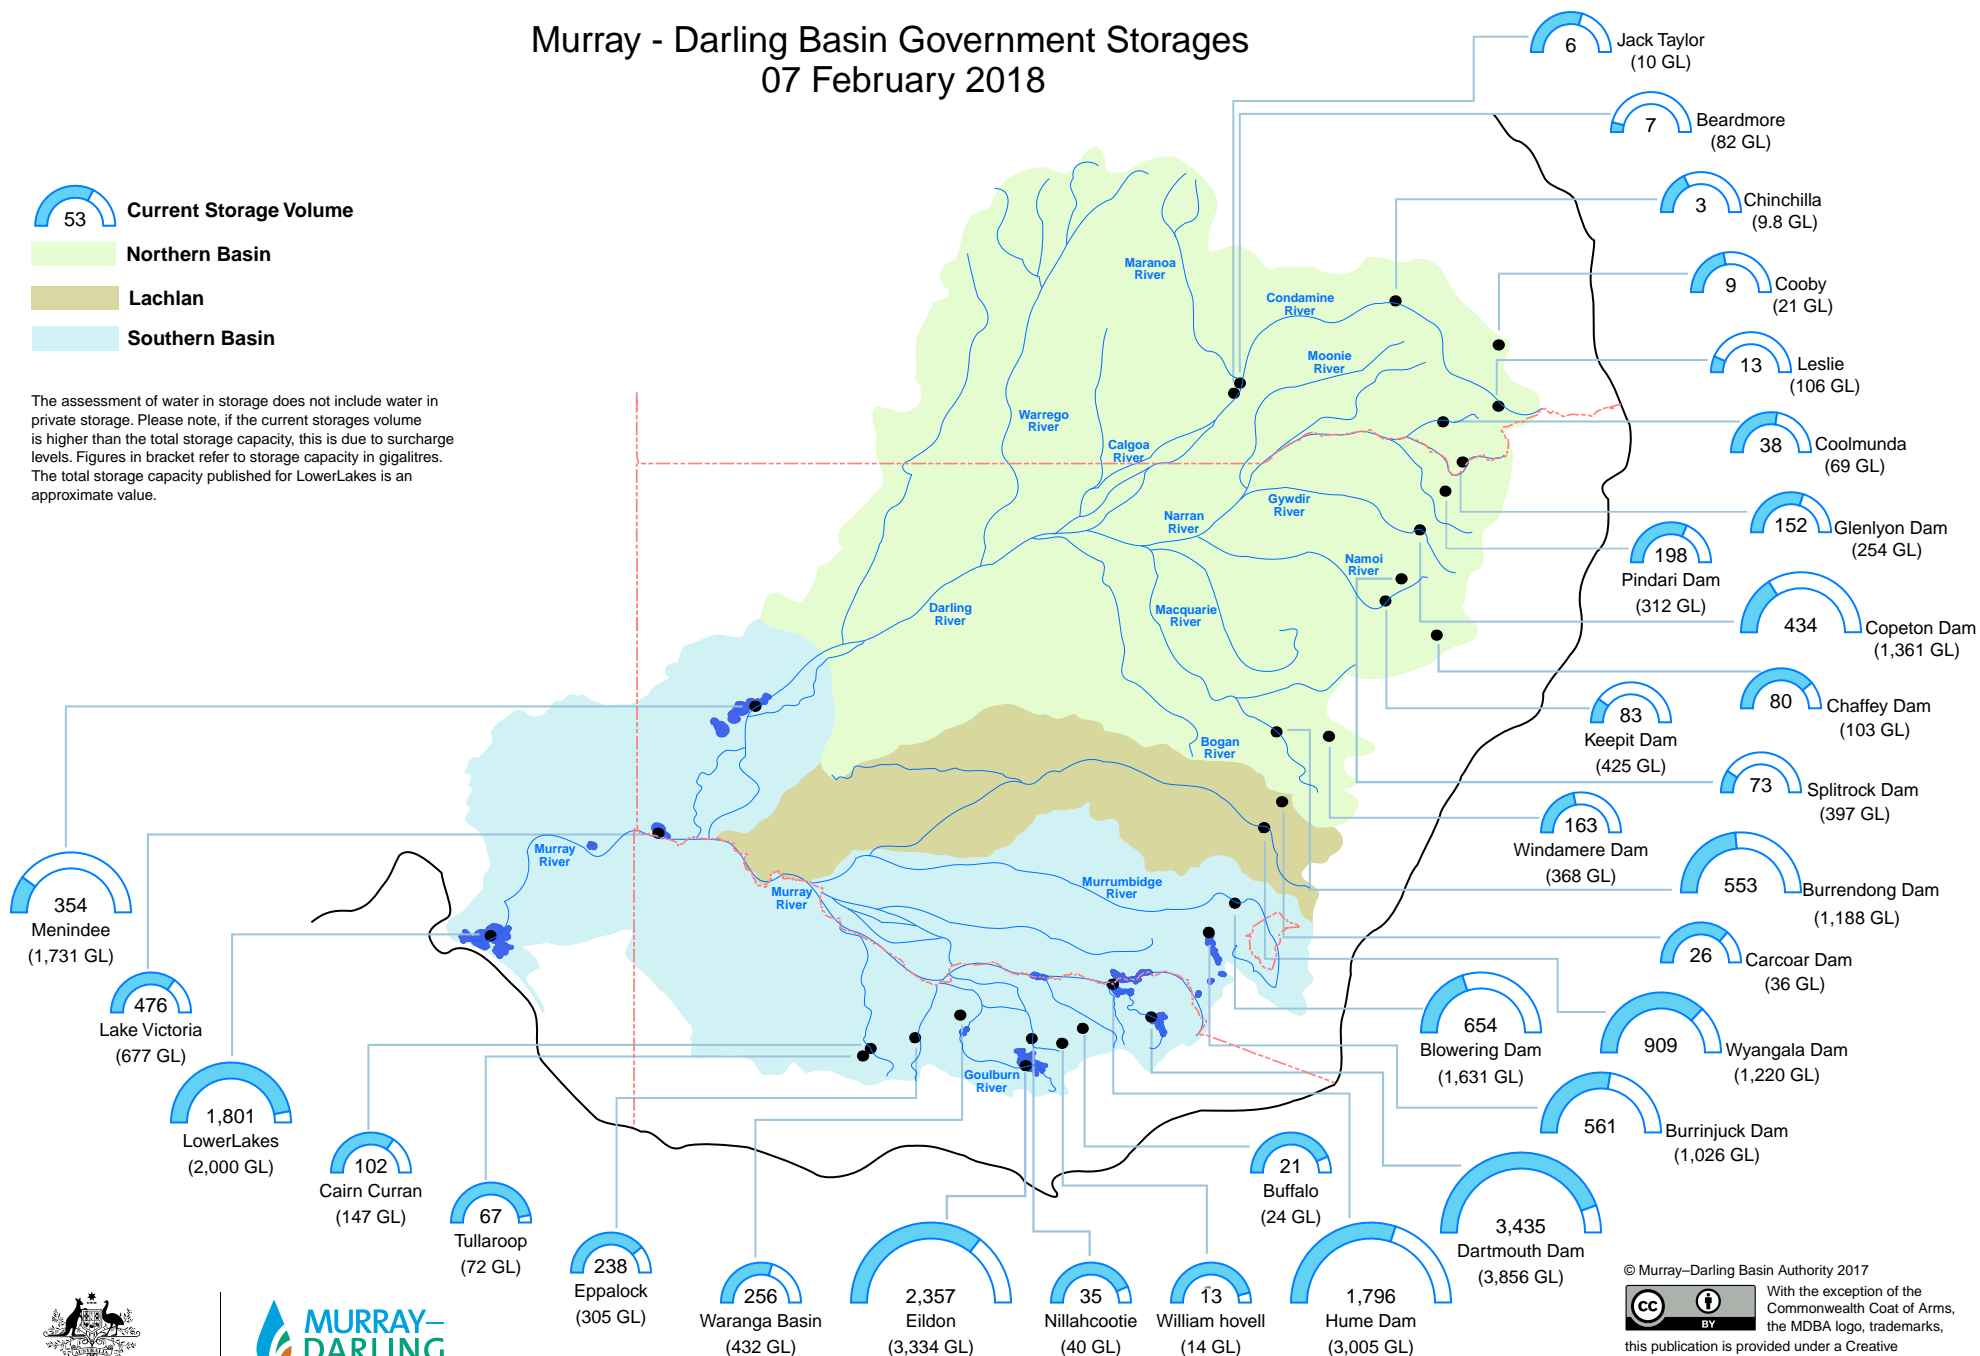 Murray - Darling Basin Government Storages
07 February 2018
53
Current Storage Volume
Northern Basin
Lachlan
Southern Basin
The assessment of water in storage does not include water in
private storage. Please note, if the current storages volume
is higher than the total storage capacity, this is due to surcharge
levels. Figures in bracket refer to storage capacity in gigalitres.
The total storage capacity published for LowerLakes is an
approximate value.
6
Jack Taylor
(10 GL)
7
Beardmore
(82 GL)
3
Chinchilla
(9.8 GL)
9
Cooby
(21 GL)
13
Leslie
(106 GL)
38
Coolmunda
(69 GL)
152
Glenlyon Dam
(254 GL)
198
Pindari Dam
(312 GL)
434
Copeton Dam
(1,361 GL)
80
Chaffey Dam
(103 GL)
83
Keepit Dam
(425 GL)
73
Splitrock Dam
(397 GL)
163
Windamere Dam
(368 GL)
553
Burrendong Dam
(1,188 GL)
26
Carcoar Dam
(36 GL)
654
Blowering Dam
(1,631 GL)
909
Wyangala Dam
(1,220 GL)
561
Burrinjuck Dam
(1,026 GL)
3,435
Dartmouth Dam
(3,856 GL)
Maranoa
River
Condamine
River
Moonie
River
Warrego
River
Calgoa
River
Gywdir
River
Narran
River
Namoi
River
Darling
River
Macquarie
River
Bogan
River
Murray
River
Murray
River
Murrumbidge
River
Goulburn
River
354
Menindee
(1,731 GL)
476
Lake Victoria
(677 GL)
1,801
LowerLakes
(2,000 GL)
102
Cairn Curran
(147 GL)
67
Tullaroop
(72 GL)
238
Eppalock
(305 GL)
256
Waranga Basin
(432 GL)
2,357
Eildon
(3,334 GL)
35
Nillahcootie
(40 GL)
13
William hovell
(14 GL)
21
Buffalo
(24 GL)
1,796
Hume Dam
(3,005 GL)
AUSTRALIA
MURRAY–
DARLING
© Murray–Darling Basin Authority 2017
cc
BY
With the exception of the
Commonwealth Coat of Arms,
the MDBA logo, trademarks,
this publication is provided under a Creative